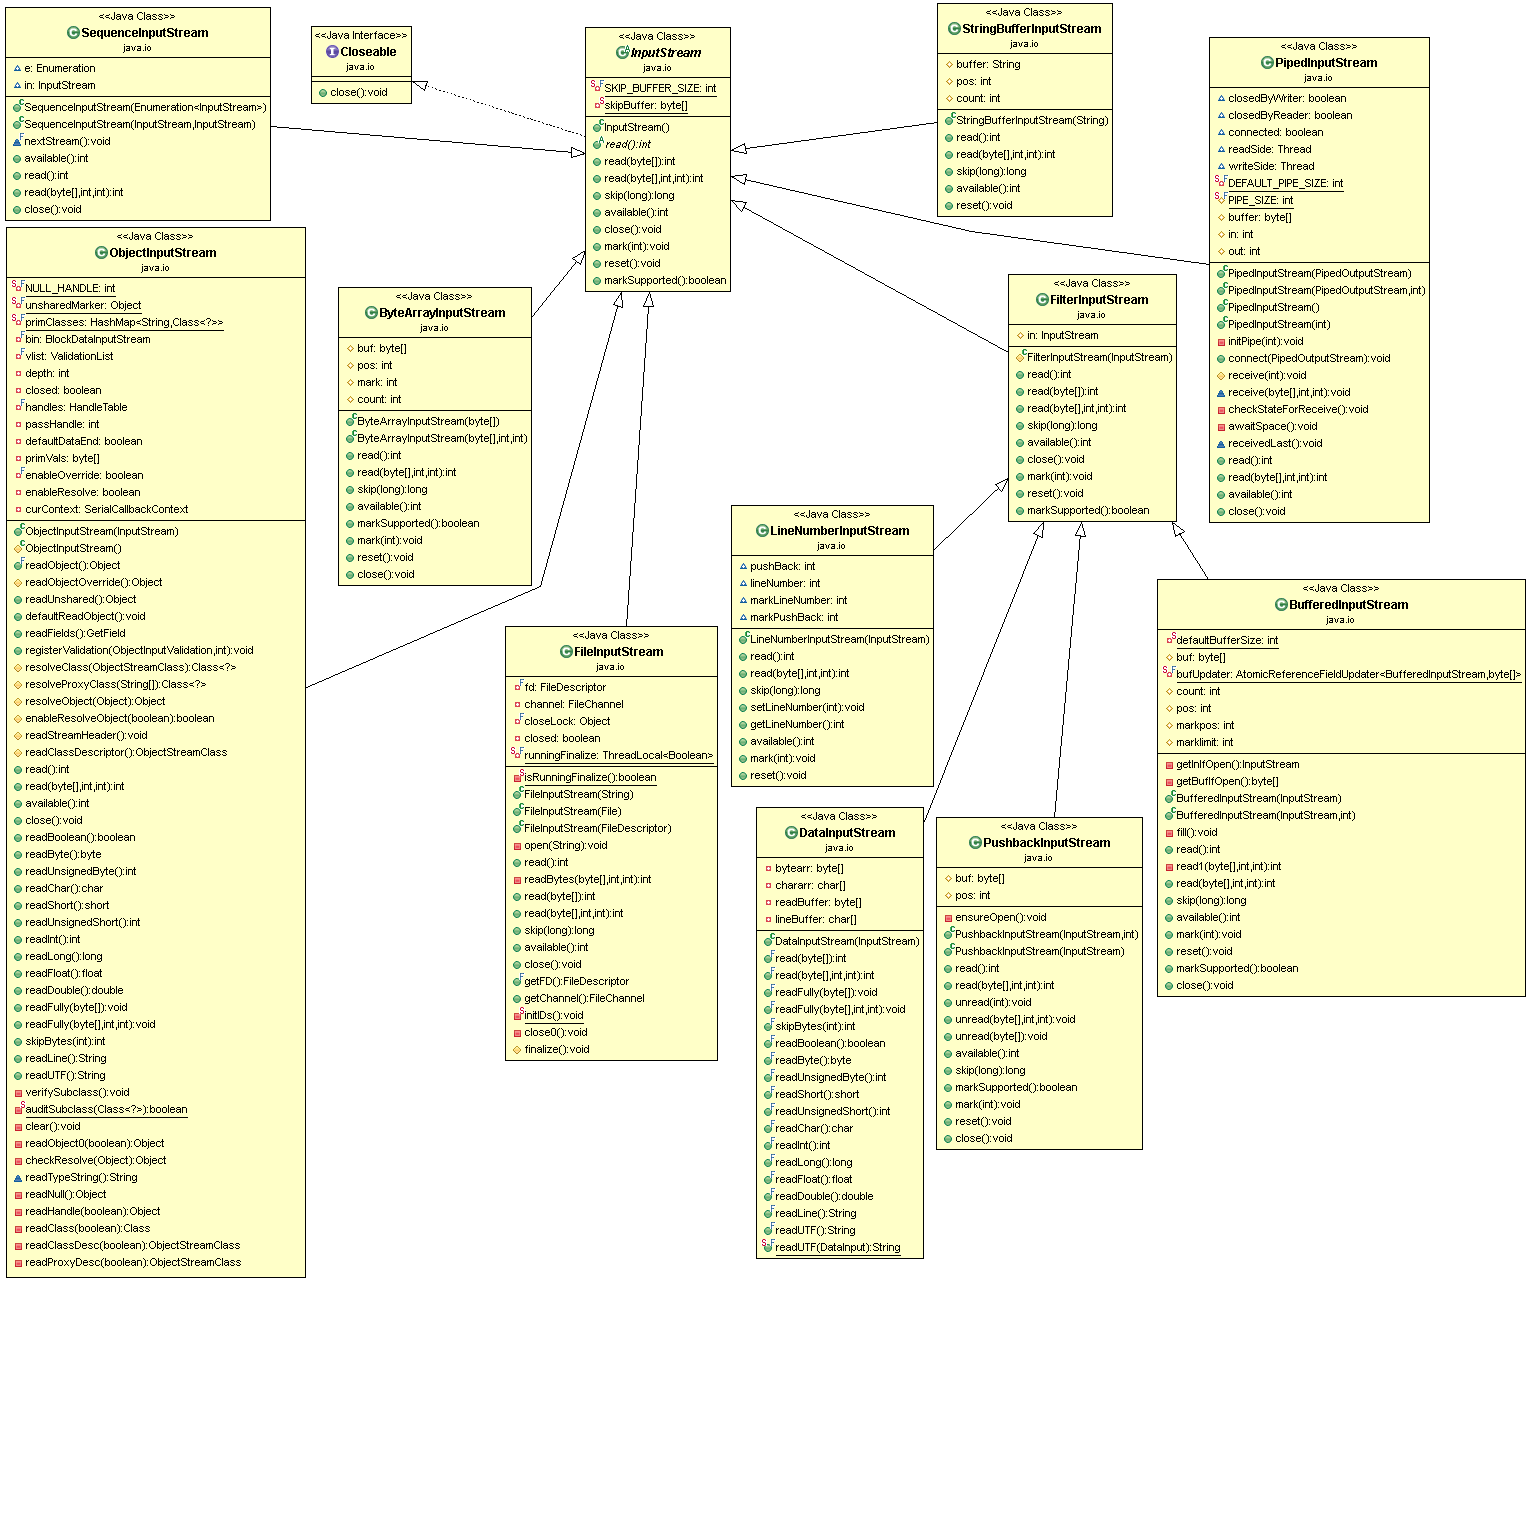 <<Java Class>>
SequenceInputStream
java.io
e: Enumeration
in: InputStream
SequenceInputStream(Enumeration<InputStream>)
SequenceInputStream(InputStream,InputStream)
nextStream():void
available():int
read():int
read(byte[],int,int):int
close():void
<<Java Interface>>
Closeable
java.io
close():void
<<Java Class>>
InputStream
java.io
SKIP_BUFFER_SIZE: int
skipBuffer: byte[]
InputStream()
read():int
read(byte[]):int
read(byte[],int,int):int
skip(long):long
available():int
close():void
mark(int):void
reset():void
markSupported():boolean
<<Java Class>>
StringBufferInputStream
java.io
buffer: String
pos: int
count: int
StringBufferInputStream(String)
read():int
read(byte[],int,int):int
skip(long):long
available():int
reset():void
<<Java Class>>
PipedInputStream
java.io
closedByWriter: boolean
closedByReader: boolean
connected: boolean
readSide: Thread
writeSide: Thread
DEFAULT_PIPE_SIZE: int
PIPE_SIZE: int
buffer: byte[]
in: int
out: int
PipedInputStream(PipedOutputStream)
PipedInputStream(PipedOutputStream,int)
PipedInputStream()
PipedInputStream(int)
initPipe(int):void
connect(PipedOutputStream):void
receive(int):void
receive(byte[],int,int):void
checkStateForReceive():void
awaitSpace():void
receivedLast():void
read():int
read(byte[],int,int):int
available():int
close():void
<<Java Class>>
ObjectInputStream
java.io
NULL_HANDLE: int
unsharedMarker: Object
primClasses: HashMap<String,Class<?>>
bin: BlockDataInputStream
vlist: ValidationList
depth: int
closed: boolean
handles: HandleTable
passHandle: int
defaultDataEnd: boolean
primVals: byte[]
enableOverride: boolean
enableResolve: boolean
curContext: SerialCallbackContext
ObjectInputStream(InputStream)
ObjectInputStream()
readObject():Object
readObjectOverride():Object
readUnshared():Object
defaultReadObject():void
readFields():GetField
registerValidation(ObjectInputValidation,int):void
resolveClass(ObjectStreamClass):Class<?>
resolveProxyClass(String[]):Class<?>
resolveObject(Object):Object
enableResolveObject(boolean):boolean
readStreamHeader():void
readClassDescriptor():ObjectStreamClass
read():int
read(byte[],int,int):int
available():int
close():void
readBoolean():boolean
readByte():byte
readUnsignedByte():int
readChar():char
readShort():short
readUnsignedShort():int
readInt():int
readLong():long
readFloat():float
readDouble():double
readFully(byte[]):void
readFully(byte[],int,int):void
skipBytes(int):int
readLine():String
readUTF():String
verifySubclass():void
auditSubclass(Class<?>):boolean
clear():void
readObject0(boolean):Object
checkResolve(Object):Object
readTypeString():String
readNull():Object
readHandle(boolean):Object
readClass(boolean):Class
readClassDesc(boolean):ObjectStreamClass
readProxyDesc(boolean):ObjectStreamClass
<<Java Class>>
ByteArrayInputStream
java.io
buf: byte[]
pos: int
mark: int
count: int
ByteArrayInputStream(byte[])
ByteArrayInputStream(byte[],int,int)
read():int
read(byte[],int,int):int
skip(long):long
available():int
markSupported():boolean
mark(int):void
reset():void
close():void
<<Java Class>>
FilterInputStream
java.io
in: InputStream
FilterInputStream(InputStream)
read():int
read(byte[]):int
read(byte[],int,int):int
skip(long):long
available():int
close():void
mark(int):void
reset():void
markSupported():boolean
<<Java Class>>
LineNumberInputStream
java.io
pushBack: int
lineNumber: int
markLineNumber: int
markPushBack: int
LineNumberInputStream(InputStream)
read():int
read(byte[],int,int):int
skip(long):long
setLineNumber(int):void
getLineNumber():int
available():int
mark(int):void
reset():void
<<Java Class>>
FileInputStream
java.io
fd: FileDescriptor
channel: FileChannel
closeLock: Object
closed: boolean
runningFinalize: ThreadLocal<Boolean>
isRunningFinalize():boolean
FileInputStream(String)
FileInputStream(File)
FileInputStream(FileDescriptor)
open(String):void
read():int
readBytes(byte[],int,int):int
read(byte[]):int
read(byte[],int,int):int
skip(long):long
available():int
close():void
getFD():FileDescriptor
getChannel():FileChannel
initIDs():void
close0():void
finalize():void
<<Java Class>>
BufferedInputStream
java.io
defaultBufferSize: int
buf: byte[]
bufUpdater: AtomicReferenceFieldUpdater<BufferedInputStream,byte[]>
count: int
pos: int
markpos: int
marklimit: int
getInIfOpen():InputStream
getBufIfOpen():byte[]
BufferedInputStream(InputStream)
BufferedInputStream(InputStream,int)
fill():void
read():int
read1(byte[],int,int):int
read(byte[],int,int):int
skip(long):long
available():int
mark(int):void
reset():void
markSupported():boolean
close():void
<<Java Class>>
DataInputStream
java.io
bytearr: byte[]
chararr: char[]
readBuffer: byte[]
lineBuffer: char[]
DataInputStream(InputStream)
read(byte[]):int
read(byte[],int,int):int
readFully(byte[]):void
readFully(byte[],int,int):void
skipBytes(int):int
readBoolean():boolean
readByte():byte
readUnsignedByte():int
readShort():short
readUnsignedShort():int
readChar():char
readInt():int
readLong():long
readFloat():float
readDouble():double
readLine():String
readUTF():String
readUTF(DataInput):String
<<Java Class>>
PushbackInputStream
java.io
buf: byte[]
pos: int
ensureOpen():void
PushbackInputStream(InputStream,int)
PushbackInputStream(InputStream)
read():int
read(byte[],int,int):int
unread(int):void
unread(byte[],int,int):void
unread(byte[]):void
available():int
skip(long):long
markSupported():boolean
mark(int):void
reset():void
close():void